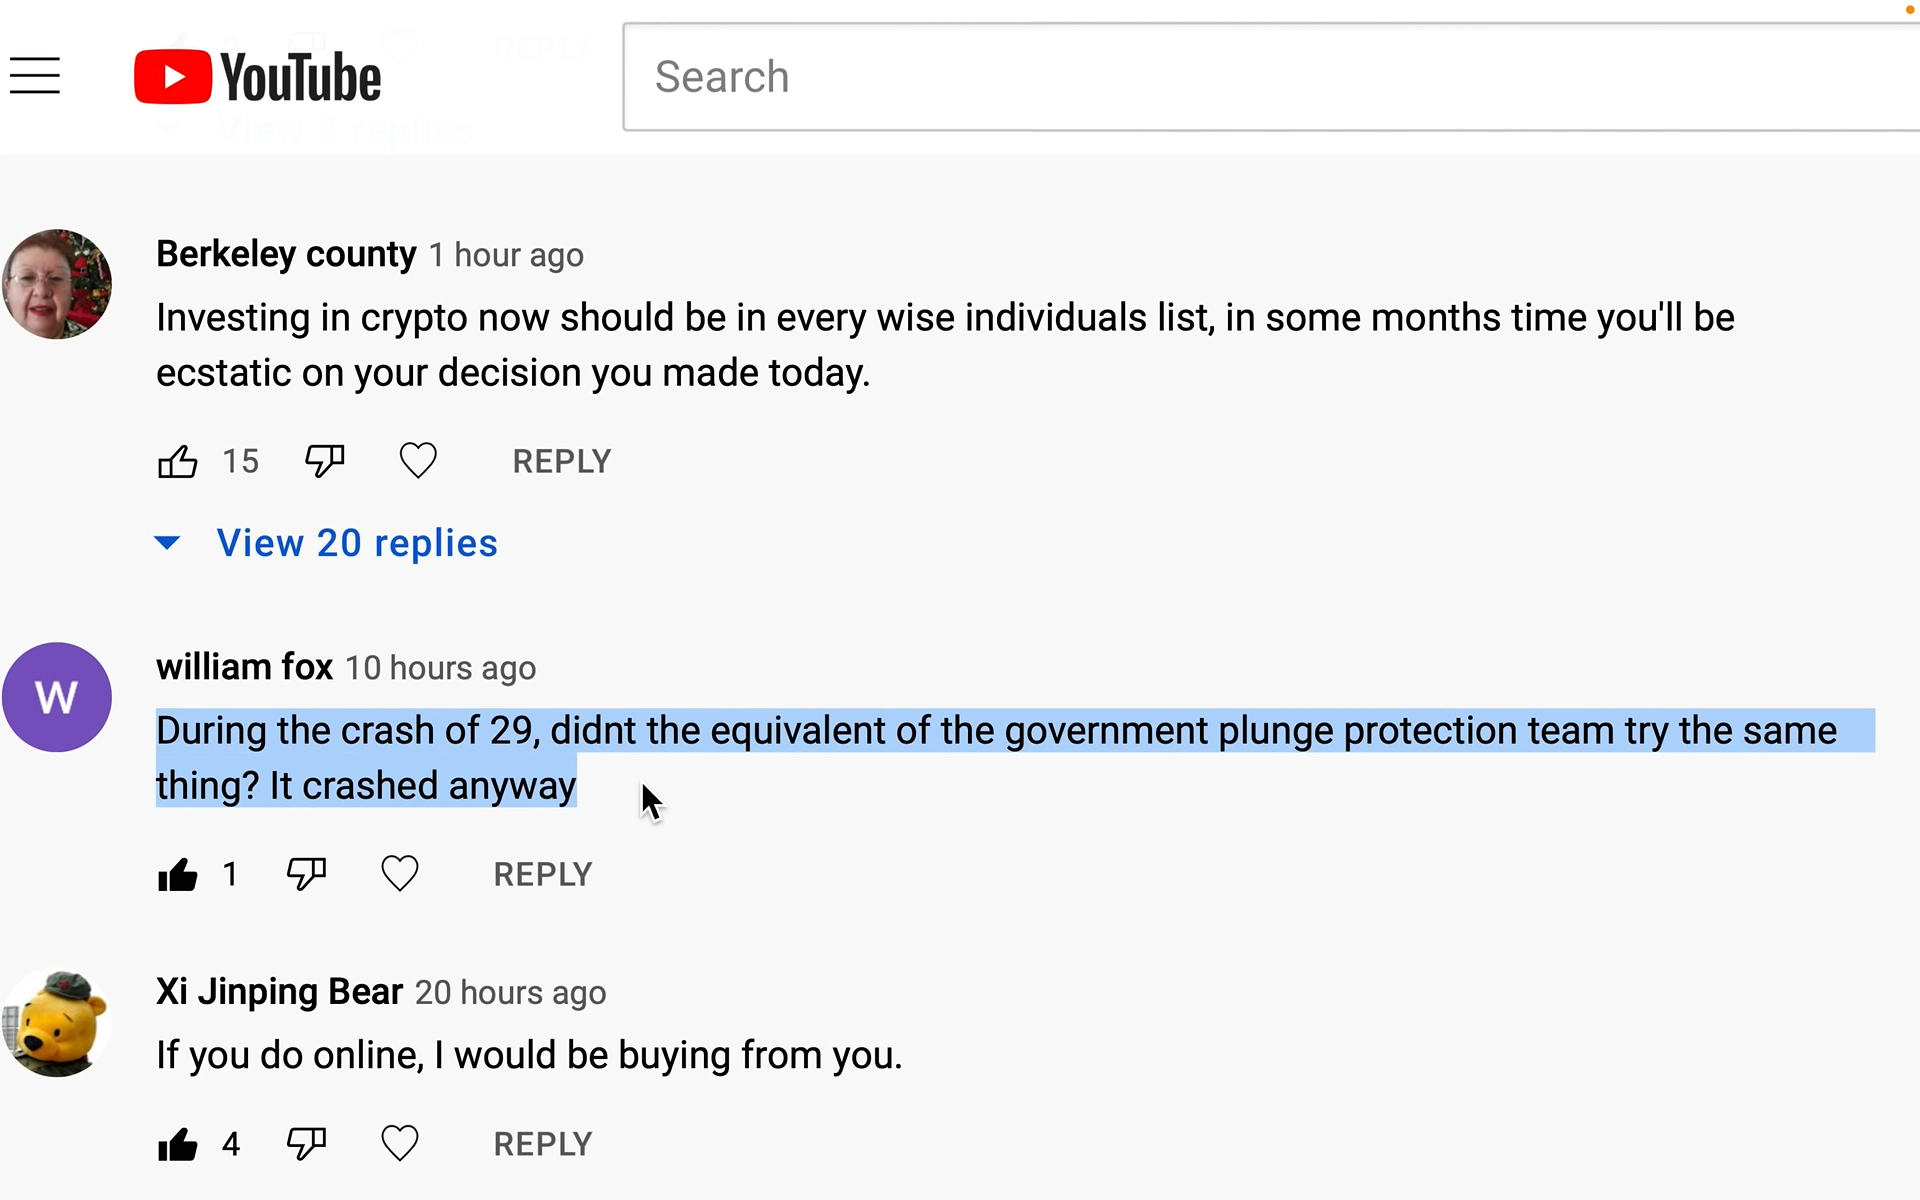 YouTube
Search
View 2 replies
Berkeley county 1 hour ago
Investing in crypto now should be in every wise individuals list, in some months time you'll be
ecstatic on your decision you made today.
15 REPLY
View 20 replies
W
william fox 10 hours ago
During the crash of 29, didnt the equivalent of the government plunge protection team try the same
thing? It crashed anyway
1 REPLY
Xi Jinping Bear 20 hours ago
If you do online, I would be buying from you.
4 REPLY